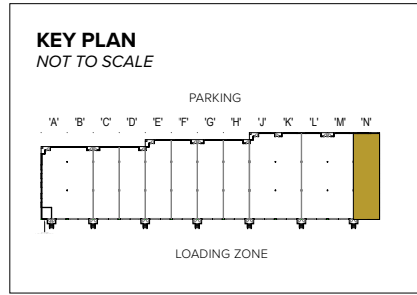 KEY PLAN
NOT TO SCALE
PARKING
'A' 'B' 'C' 'D' 'E' 'F' 'G' 'H' 'J' 'K' 'L' 'M' 'N'
LOADING ZONE